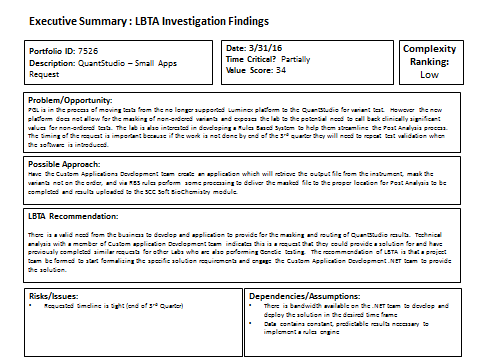 Executive Summary : LBTA Investigation Findings
Portfolio ID: 7526
Description: QuantStudio – Small Apps
Request
Date: 3/31/16
Time Critical? Partially
Value Score: 34
Complexity
Ranking:
Low
Problem/Opportunity:
PGL is in the process of moving tests from the no longer supported Luminex platform to the QuantStudio for variant test. However the new
platform does not allow for the masking of non-ordered variants and exposes the lab to the potential need to call back clinically significant
values for non-ordered tests. The lab is also interested in developing a Rules Based System to help them streamline the Post Analysis process.
The timing of the request is important because if the work is not done by end of the 3rd quarter they will need to repeat test validation when
the software is introduced.
Possible Approach:
Have the Custom Applications Development team create an application which will retrieve the output file from the instrument, mask the
variants not on the order, and via RBS rules perform some processing to deliver the masked file to the proper location for Post Analysis to be
completed and results uploaded to the SCC Soft BioChemistry module.
LBTA Recommendation:
There is a valid need from the business to develop and application to provide for the masking and routing of QuantStudio results. Technical
analysis with a member of Custom application Development team indicates this is a request that they could provide a solution for and have
previously completed similar requests for other Labs who are also performing Genetic testing. The recommendation of LBTA is that a project
team be formed to start formalising the specific solution requirements and engage the Custom Application Development .NET team to provide
the solution.
Risks/Issues:
• Requested timeline is tight (end of 3rd Quarter)
Dependencies/Assumptions:
• There is bandwidth available on the .NET team to develop and
deploy the solution in the desired time frame
• Data contains constant, predictable results necessary to
implement a rules engine